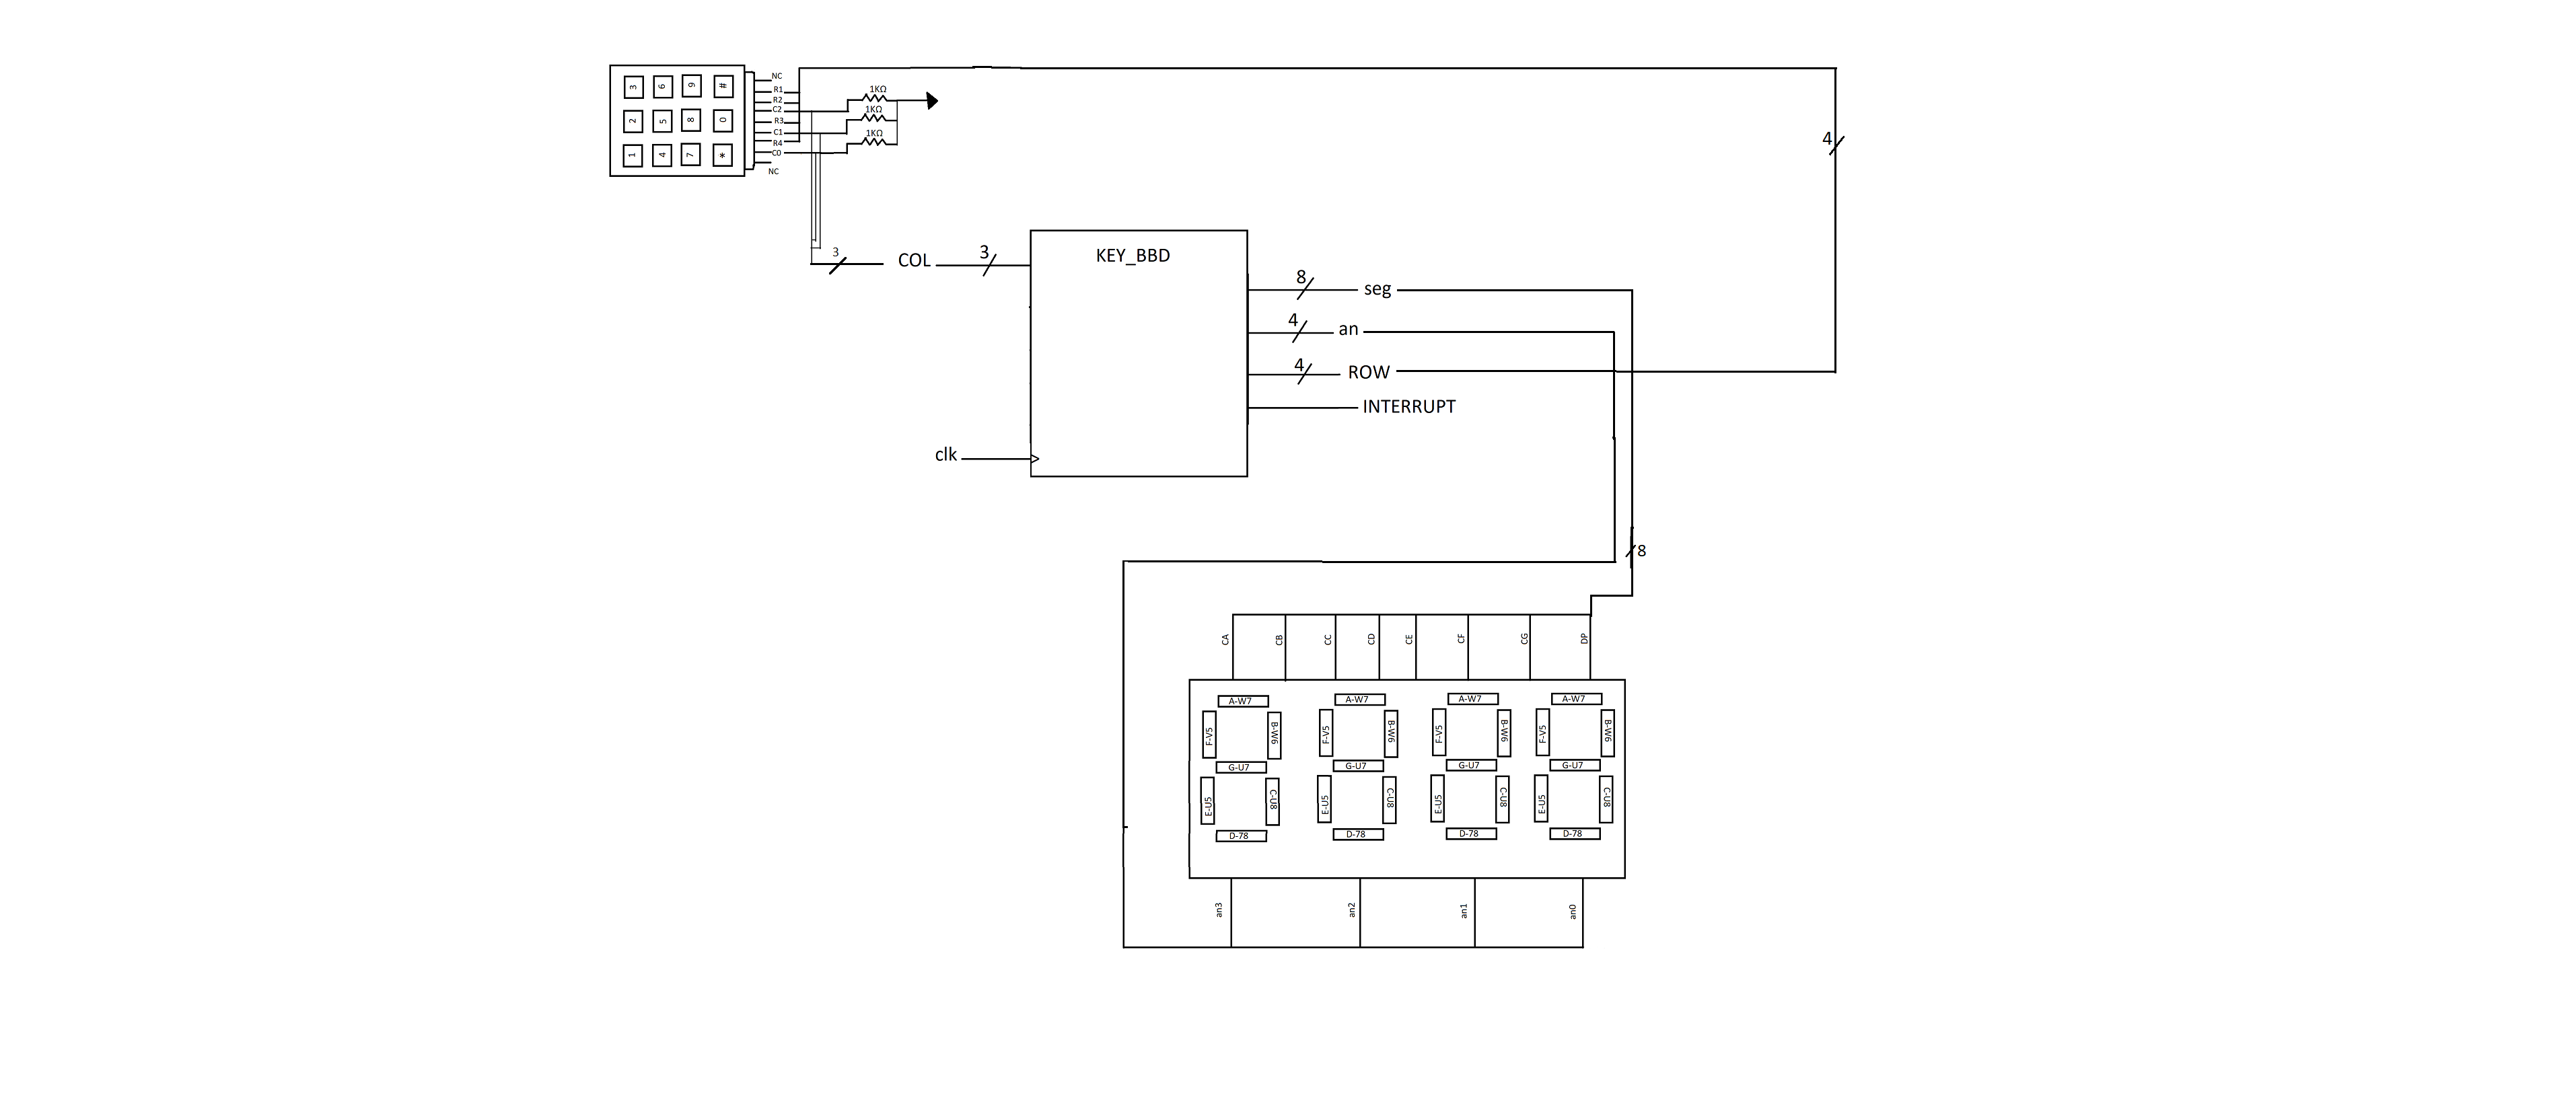 3 6 9 #
2 5 8 0
1 4 7 *
NC
R1
R2
C2
R3
C1
R4
C0
NC
1KΩ
1KΩ
1KΩ
4
3
COL
3
KEY_BBD
clk
8
seg
4
an
4
ROW
INTERRUPT
8
CA CB CC CD CE CF CG DP
A-W7 A-W7 A-W7 A-W7
F-V5 B-W6 F-V5 B-W6 F-V5 B-W6 F-V5 B-W6
G-U7 G-U7 G-U7 G-U7
E-U5 C-U8 E-U5 C-U8 E-U5 C-U8 E-U5 C-U8
D-78 D-78 D-78 D-78
an3 an2 an1 an0